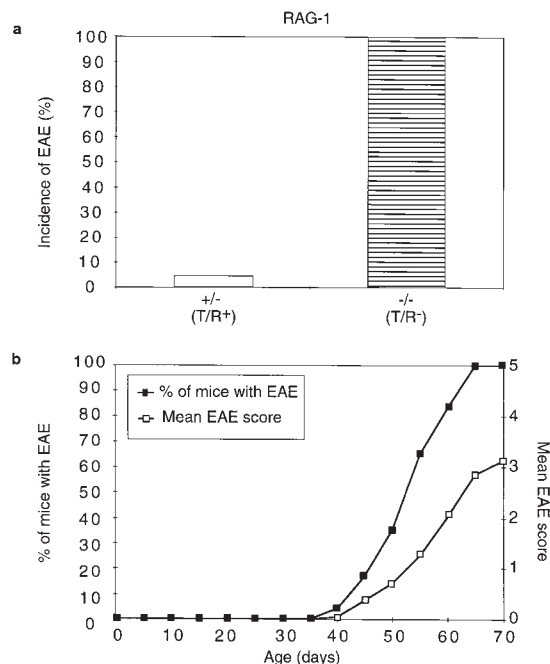 a
RAG-1
Incidence of EAE (%)
100
90
80
70
60
50
40
30
20
10
0
+/-
(T/R+)
-/-
(T/R-)
b
% of mice with EAE
100
90
80
70
60
50
40
30
20
10
0
% of mice with EAE
Mean EAE score
5
4
3
2
1
0
Mean EAE score
0 10 20 30 40 50 60 70
Age (days)